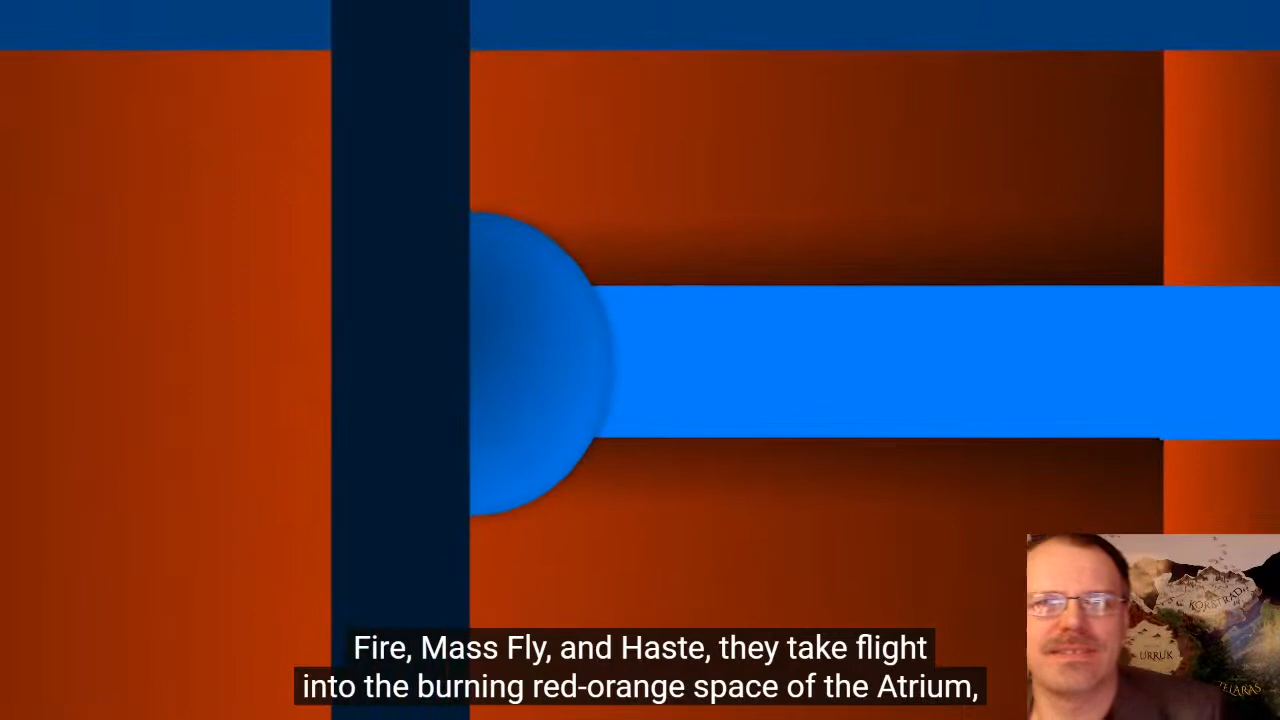 KORSTRADH
URRUK
TELARAS
Fire, Mass Fly, and Haste, they take flight
into the burning red-orange space of the Atrium,